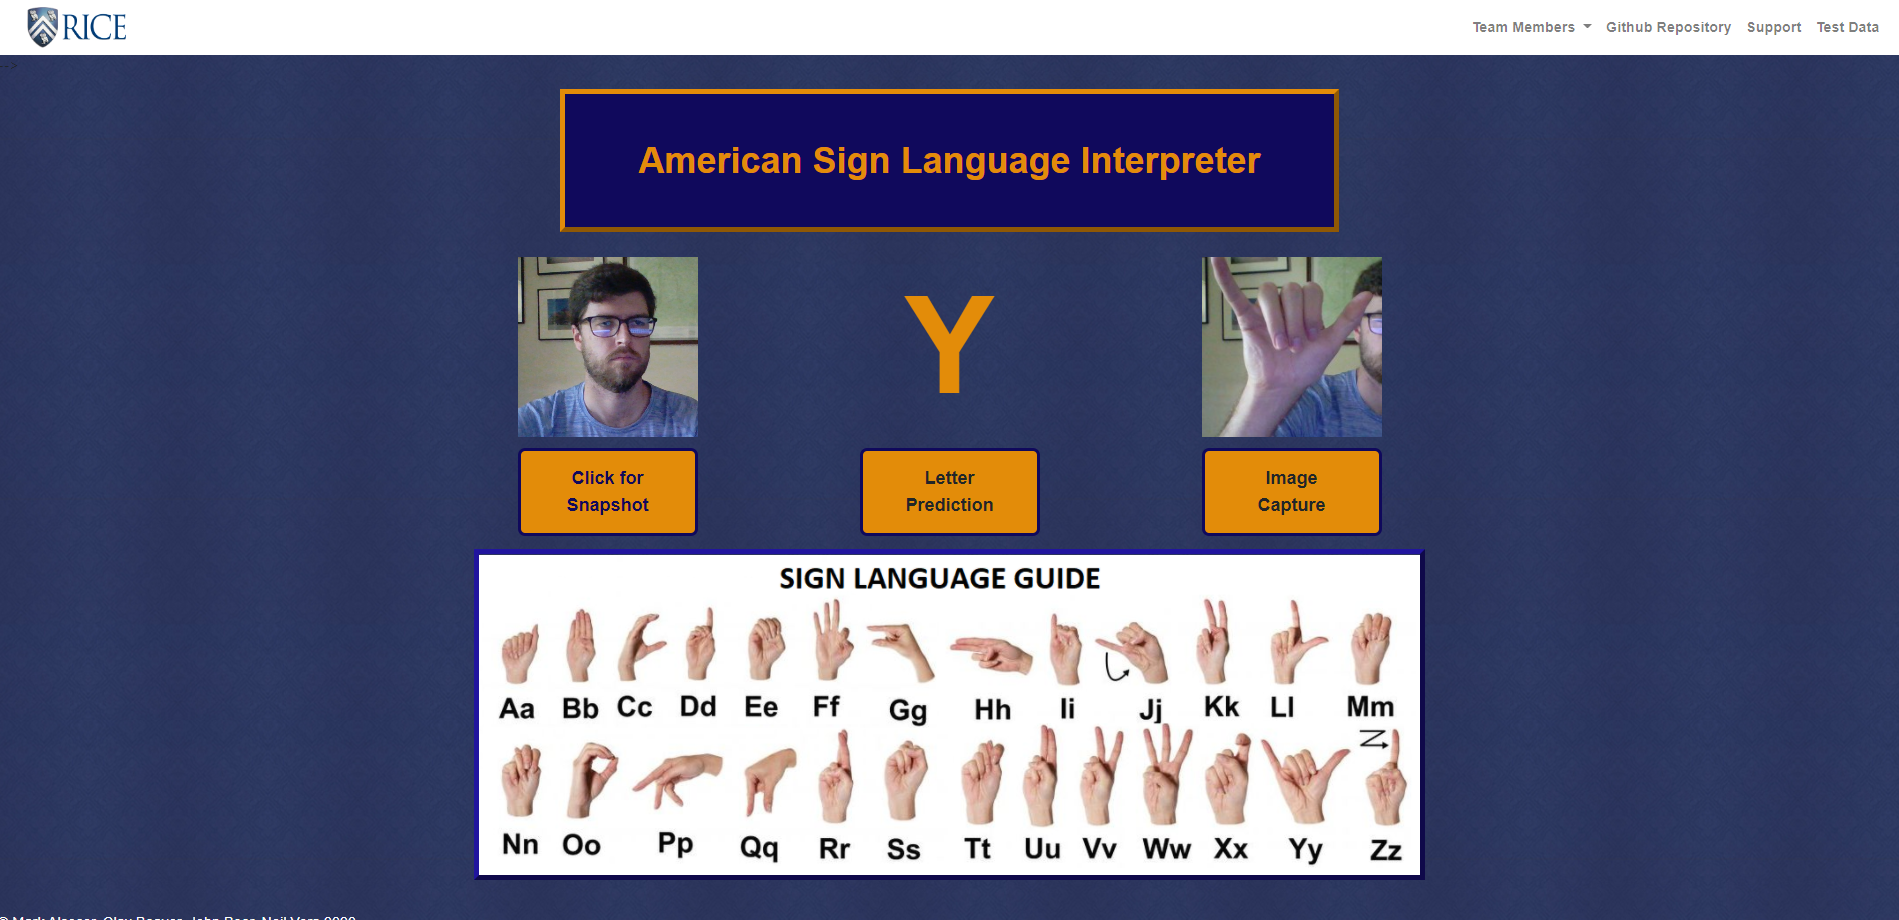 RICE
Team Members Github Repository Support Test Data
-->
American Sign Language Interpreter
Y
Click for
Snapshot
Letter
Prediction
Image
Capture
SIGN LANGUAGE GUIDE
Aa Bb Cc Dd Ee Ff Gg Hh Ii Jj Kk Ll Mm
Nn Oo Pp Qq Rr Ss Tt Uu Vv Ww Xx Yy Zz